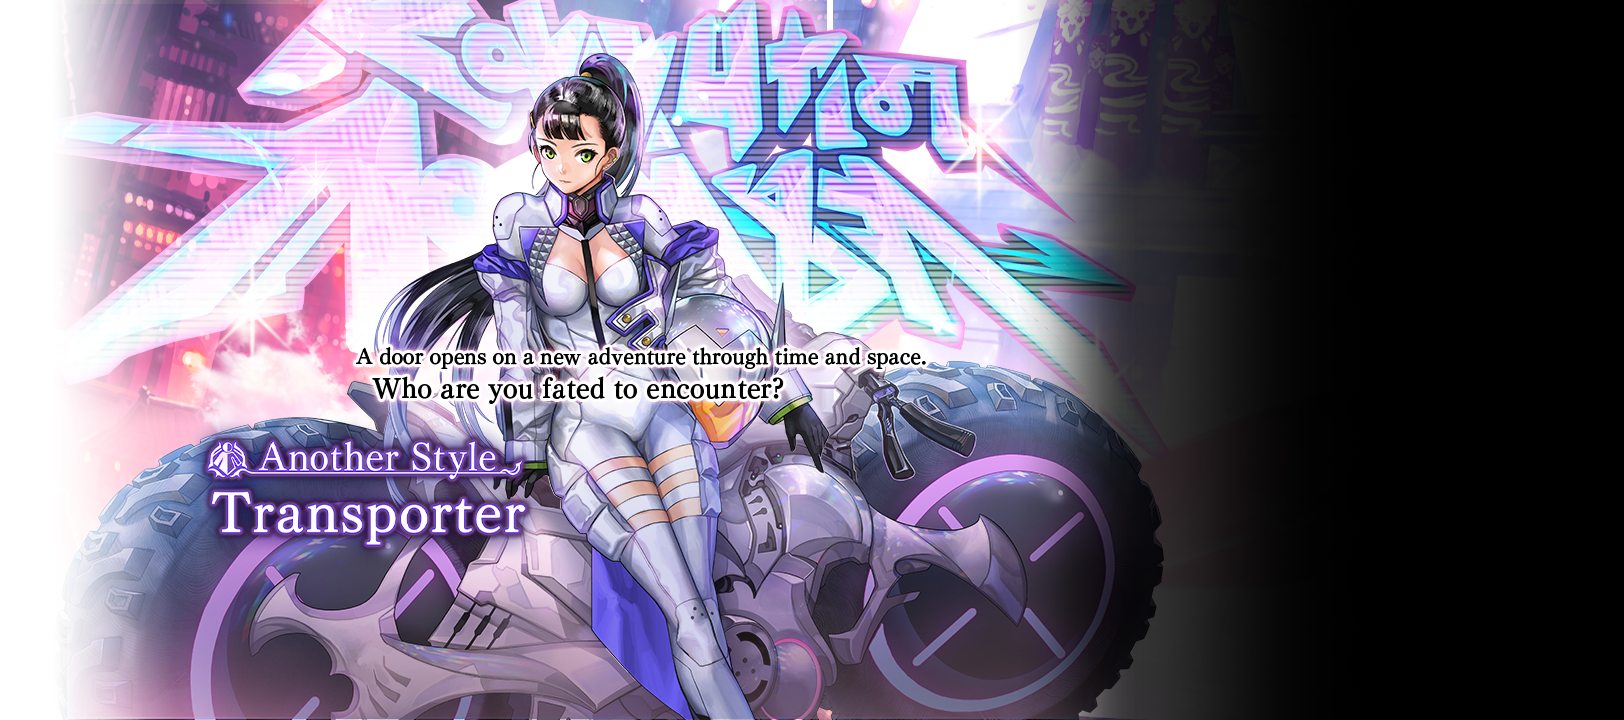 A door opens on a new adventure through time and space.
Who are you fated to encounter?
Another Style
Transporter